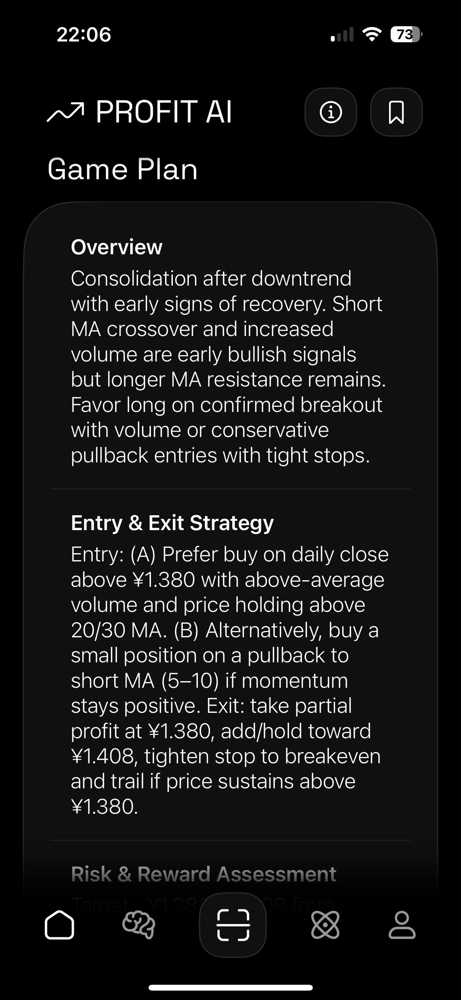 22:06
73
PROFIT AI
Game Plan
Overview
Consolidation after downtrend
with early signs of recovery. Short
MA crossover and increased
volume are early bullish signals
but longer MA resistance remains.
Favor long on confirmed breakout
with volume or conservative
pullback entries with tight stops.
Entry & Exit Strategy
Entry: (A) Prefer buy on daily close
above ¥1.380 with above-average
volume and price holding above
20/30 MA. (B) Alternatively, buy a
small position on a pullback to
short MA (5–10) if momentum
stays positive. Exit: take partial
profit at ¥1.380, add/hold toward
¥1.408, tighten stop to breakeven
and trail if price sustains above
¥1.380.
Risk & Reward Assessment
Target ~¥1.380 08 from